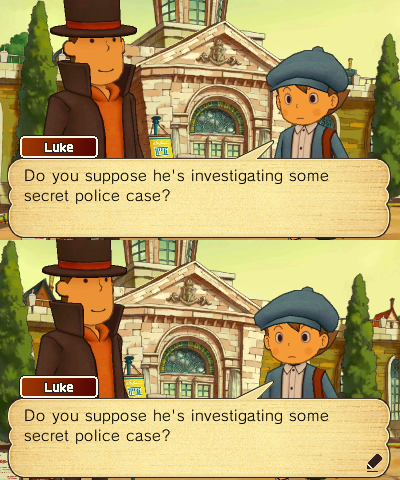 Luke
Do you suppose he's investigating some
secret police case?
Luke
Do you suppose he's investigating some
secret police case?